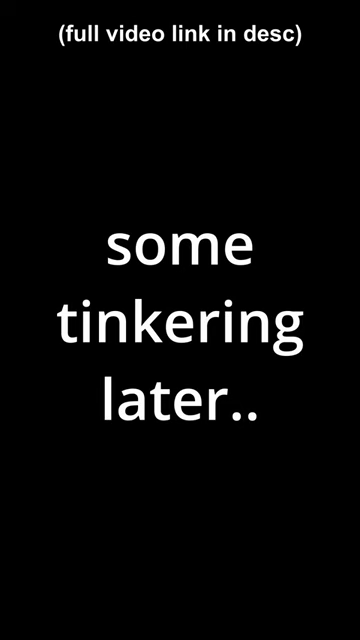 (full video link in desc)
some
tinkering
later..